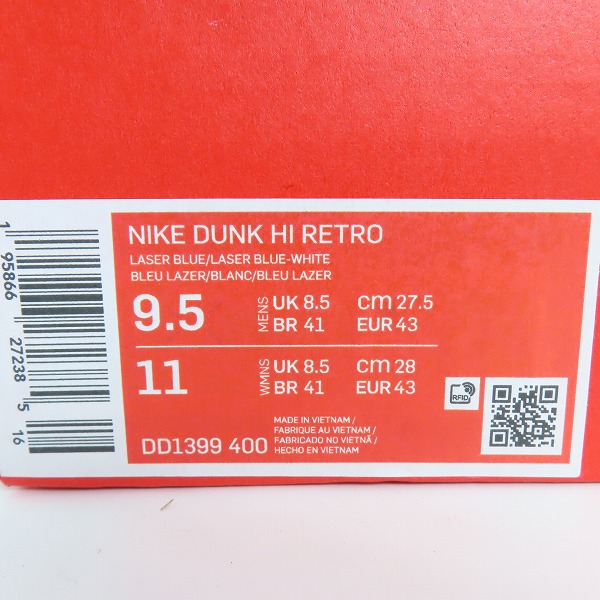 NIKE DUNK HI RETRO
LASER BLUE/LASER BLUE-WHITE
BLEU LAZER/BLANC/BLEU LAZER
9.5 MENS UK 8.5 cm 27.5
BR 41 EUR 43
11 WMNS UK 8.5 cm 28
BR 41 EUR 43
DD1399 400
MADE IN VIETNAM /
FABRIQUE AU VIETNAM /
FABRICADO NO VIETNÃ /
HECHO EN VIETNAM
RFID
1 95866 27238 5 16